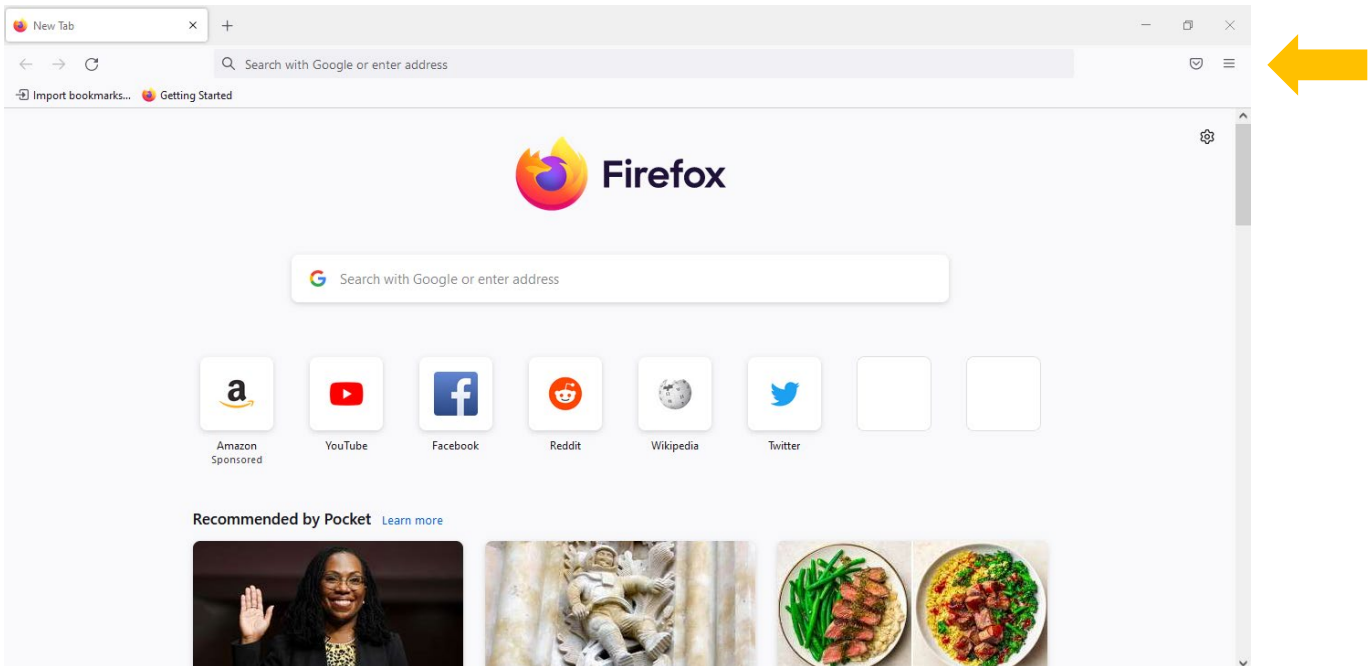 New Tab
Search with Google or enter address
Import bookmarks... Getting Started
Firefox
Search with Google or enter address
a
Amazon YouTube Facebook Reddit Wikipedia Twitter
Sponsored
Recommended by Pocket Learn more